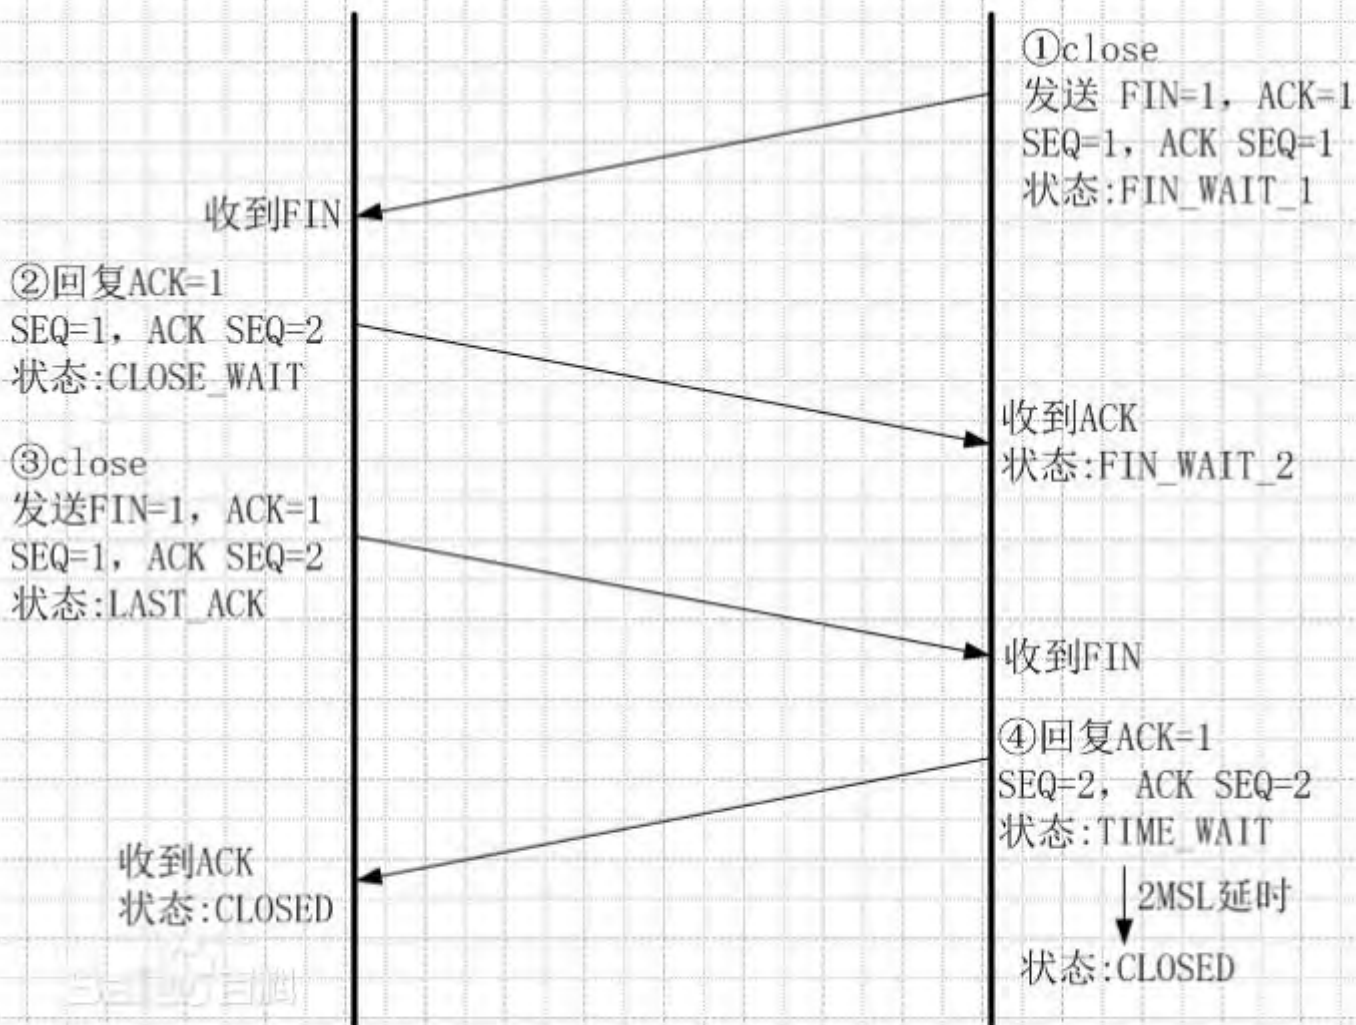 ①close
发送 FIN=1, ACK=1
SEQ=1, ACK SEQ=1
状态:FIN_WAIT_1
收到FIN
②回复ACK=1
SEQ=1, ACK SEQ=2
状态:CLOSE_WAIT
收到ACK
状态:FIN_WAIT_2
③close
发送FIN=1, ACK=1
SEQ=1, ACK SEQ=2
状态:LAST_ACK
收到FIN
④回复ACK=1
SEQ=2, ACK SEQ=2
状态:TIME_WAIT
收到ACK
状态:CLOSED
2MSL延时
状态:CLOSED